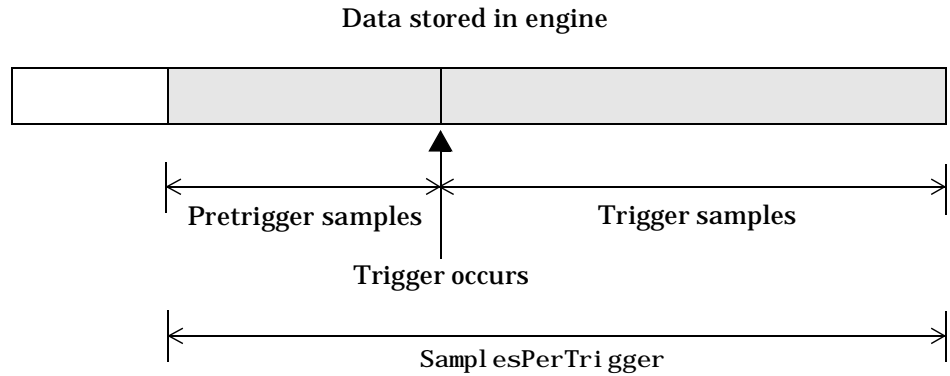 Data stored in engine
Pretrigger samples
Trigger samples
Trigger occurs
SamplesPerTrigger